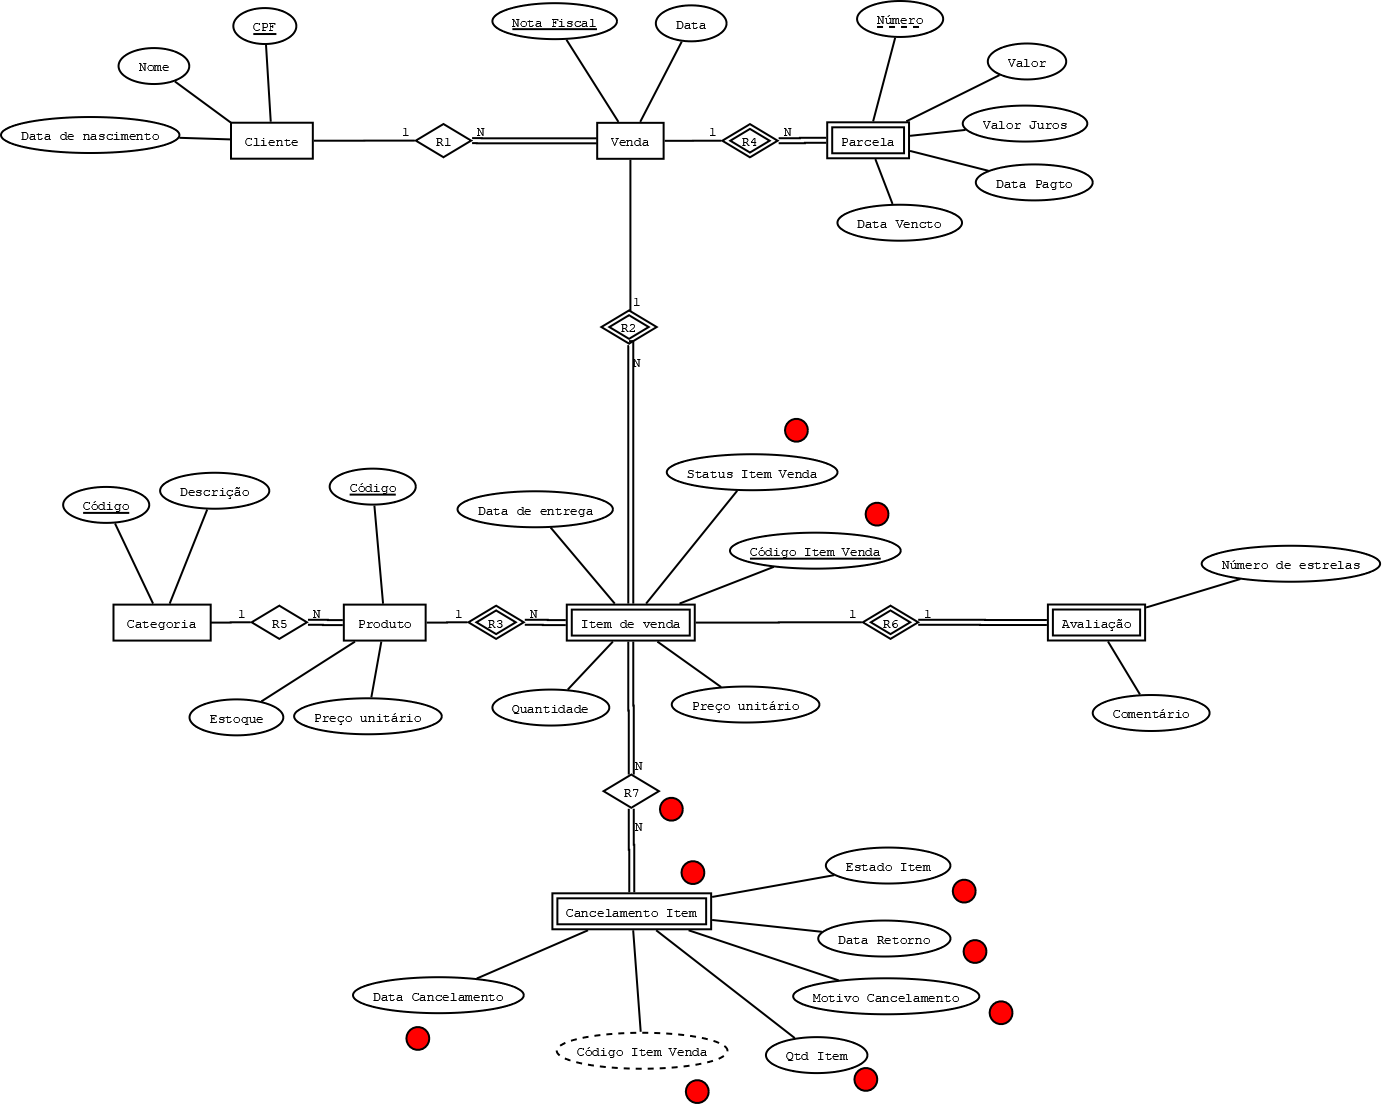 CPF
Nota Fiscal
Data
Número
Nome
Valor
Data de nascimento
Cliente
1
R1
N
Venda
1
R4
N
Parcela
Valor Juros
Data Pagto
Data Vencto
1
R2
N
Status Item Venda
Código
Descrição
Código
Data de entrega
Código Item Venda
Número de estrelas
Categoria
1
R5
N
Produto
1
R3
N
Item de venda
1
R6
1
Avaliação
Estoque
Preço unitário
Quantidade
Preço unitário
Comentário
N
R7
N
Estado Item
Cancelamento Item
Data Retorno
Data Cancelamento
Motivo Cancelamento
Código Item Venda
Qtd Item